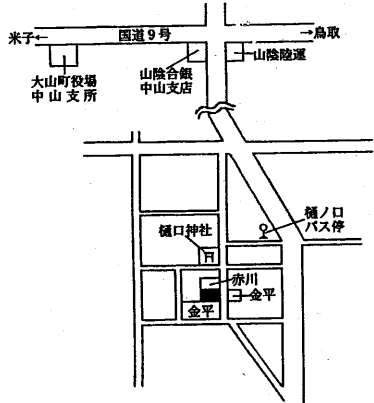 米子←
国道9号
→鳥取
大山町役場
中山支所
山陰合銀
中山支店
山陰陸運
樋ノ口
バス停
樋口神社
赤川
金平
金平